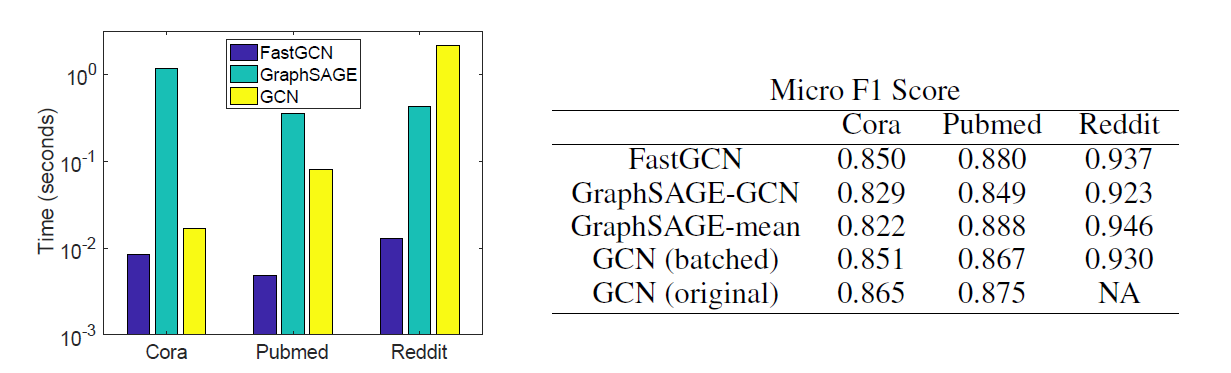 Time (seconds)
10^0
10^-1
10^-2
10^-3
FastGCN
GraphSAGE
GCN
Cora Pubmed Reddit
Micro F1 Score
Cora Pubmed Reddit
FastGCN 0.850 0.880 0.937
GraphSAGE-GCN 0.829 0.849 0.923
GraphSAGE-mean 0.822 0.888 0.946
GCN (batched) 0.851 0.867 0.930
GCN (original) 0.865 0.875 NA